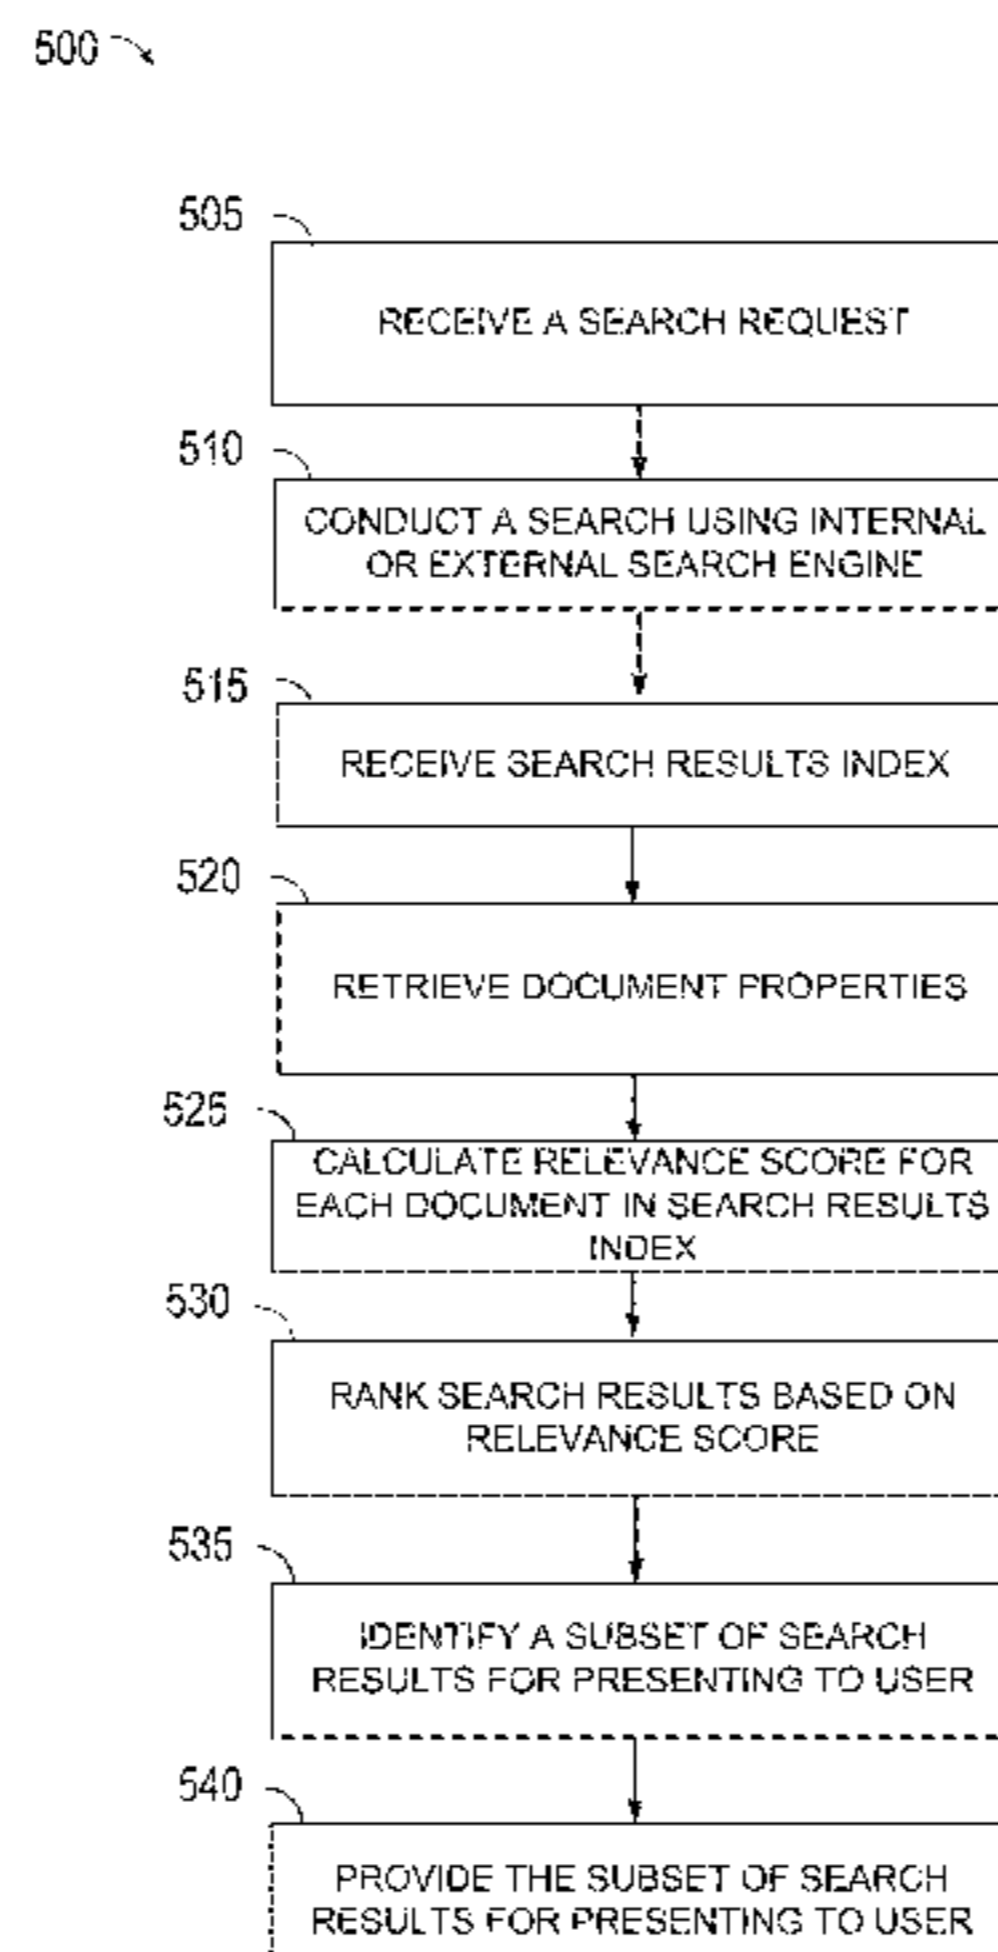 500
505
RECEIVE A SEARCH REQUEST
510
CONDUCT A SEARCH USING INTERNAL
OR EXTERNAL SEARCH ENGINE
515
RECEIVE SEARCH RESULTS INDEX
520
RETRIEVE DOCUMENT PROPERTIES
525
CALCULATE RELEVANCE SCORE FOR
EACH DOCUMENT IN SEARCH RESULTS
INDEX
530
RANK SEARCH RESULTS BASED ON
RELEVANCE SCORE
535
IDENTIFY A SUBSET OF SEARCH
RESULTS FOR PRESENTING TO USER
540
PROVIDE THE SUBSET OF SEARCH
RESULTS FOR PRESENTING TO USER